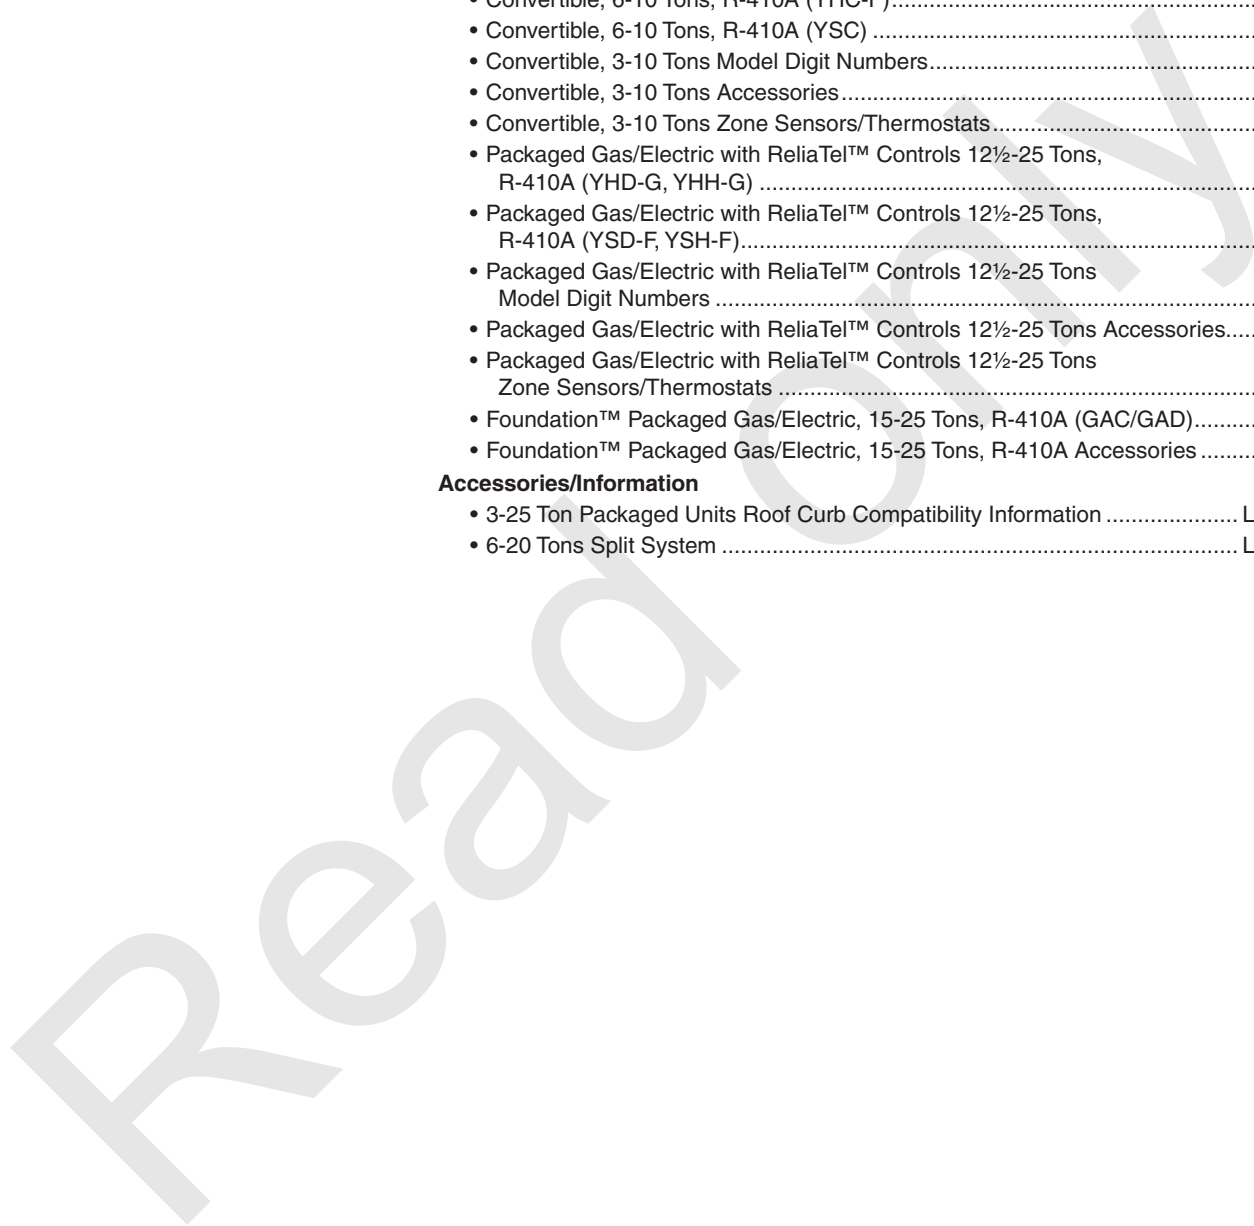 • Convertible, 6-10 Tons, R-410A (YHC-F)........................................................
• Convertible, 6-10 Tons, R-410A (YSC) ..........................................................
• Convertible, 3-10 Tons Model Digit Numbers..................................................
• Convertible, 3-10 Tons Accessories................................................................
• Convertible, 3-10 Tons Zone Sensors/Thermostats.........................................
• Packaged Gas/Electric with ReliaTel™ Controls 12½-25 Tons,
R-410A (YHD-G, YHH-G) ..............................................................................
• Packaged Gas/Electric with ReliaTel™ Controls 12½-25 Tons,
R-410A (YSD-F, YSH-F).................................................................................
• Packaged Gas/Electric with ReliaTel™ Controls 12½-25 Tons
Model Digit Numbers .....................................................................................
• Packaged Gas/Electric with ReliaTel™ Controls 12½-25 Tons Accessories.....
• Packaged Gas/Electric with ReliaTel™ Controls 12½-25 Tons
Zone Sensors/Thermostats ...........................................................................
• Foundation™ Packaged Gas/Electric, 15-25 Tons, R-410A (GAC/GAD)..........
• Foundation™ Packaged Gas/Electric, 15-25 Tons, R-410A Accessories .........
Accessories/Information
• 3-25 Ton Packaged Units Roof Curb Compatibility Information ..................... L
• 6-20 Tons Split System .................................................................................. L
Read only